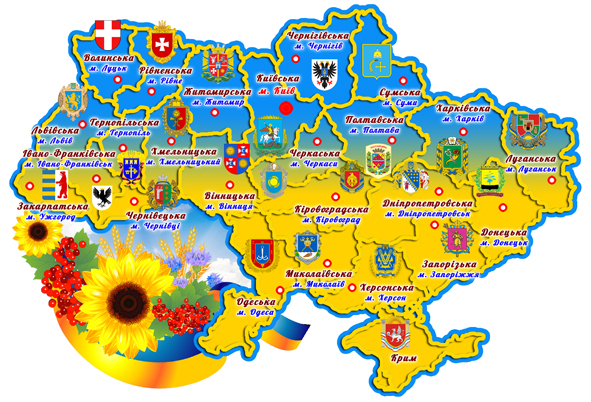 Волинська
м. Луцьк
Рівненська
м. Рівне
Житомирська
м. Житомир
Київська
м. Київ
Чернігівська
м. Чернігів
Сумська
м. Суми
Львівська
м. Львів
Тернопільська
м. Тернопіль
Хмельницька
м. Хмельницький
Івано-Франківська
м. Івано-Франківськ
Закарпатська
м. Ужгород
Чернівецька
м. Чернівці
Вінницька
м. Вінниця
Черкаська
м. Черкаси
Полтавська
м. Полтава
Харківська
м. Харків
Луганська
м. Луганськ
Кіровоградська
м. Кіровоград
Дніпропетровська
м. Дніпропетровськ
Донецька
м. Донецьк
Запорізька
м. Запоріжжя
Миколаївська
м. Миколаїв
Херсонська
м. Херсон
Одеська
м. Одеса
Крим